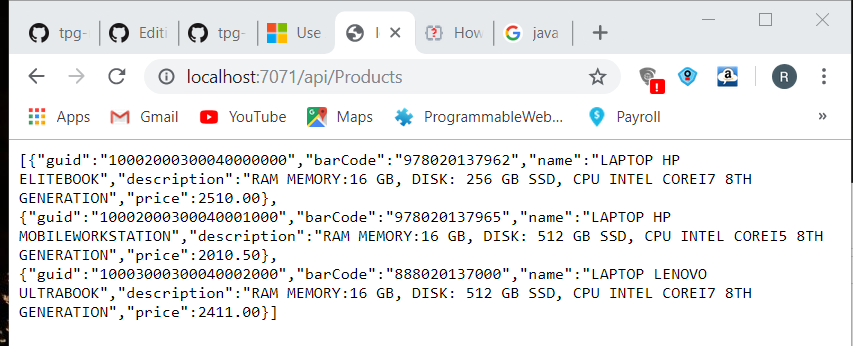 tpg-
Editi
tpg-
Use
How
java
localhost:7071/api/Products
R
Apps
Gmail
YouTube
Maps
ProgrammableWeb...
Payroll
»
[{"guid":"10002000300040000000","barCode":"978020137962","name":"LAPTOP HP
ELITEBOOK","description":"RAM MEMORY:16 GB, DISK: 256 GB SSD, CPU INTEL COREI7 8TH
GENERATION","price":2510.00},
{"guid":"10002000300040001000","barCode":"978020137965","name":"LAPTOP HP
MOBILEWORKSTATION","description":"RAM MEMORY:16 GB, DISK: 512 GB SSD, CPU INTEL COREI5 8TH
GENERATION","price":2010.50},
{"guid":"10003000300040002000","barCode":"888020137000","name":"LAPTOP LENOVO
ULTRABOOK","description":"RAM MEMORY:16 GB, DISK: 512 GB SSD, CPU INTEL COREI7 8TH
GENERATION","price":2411.00}]